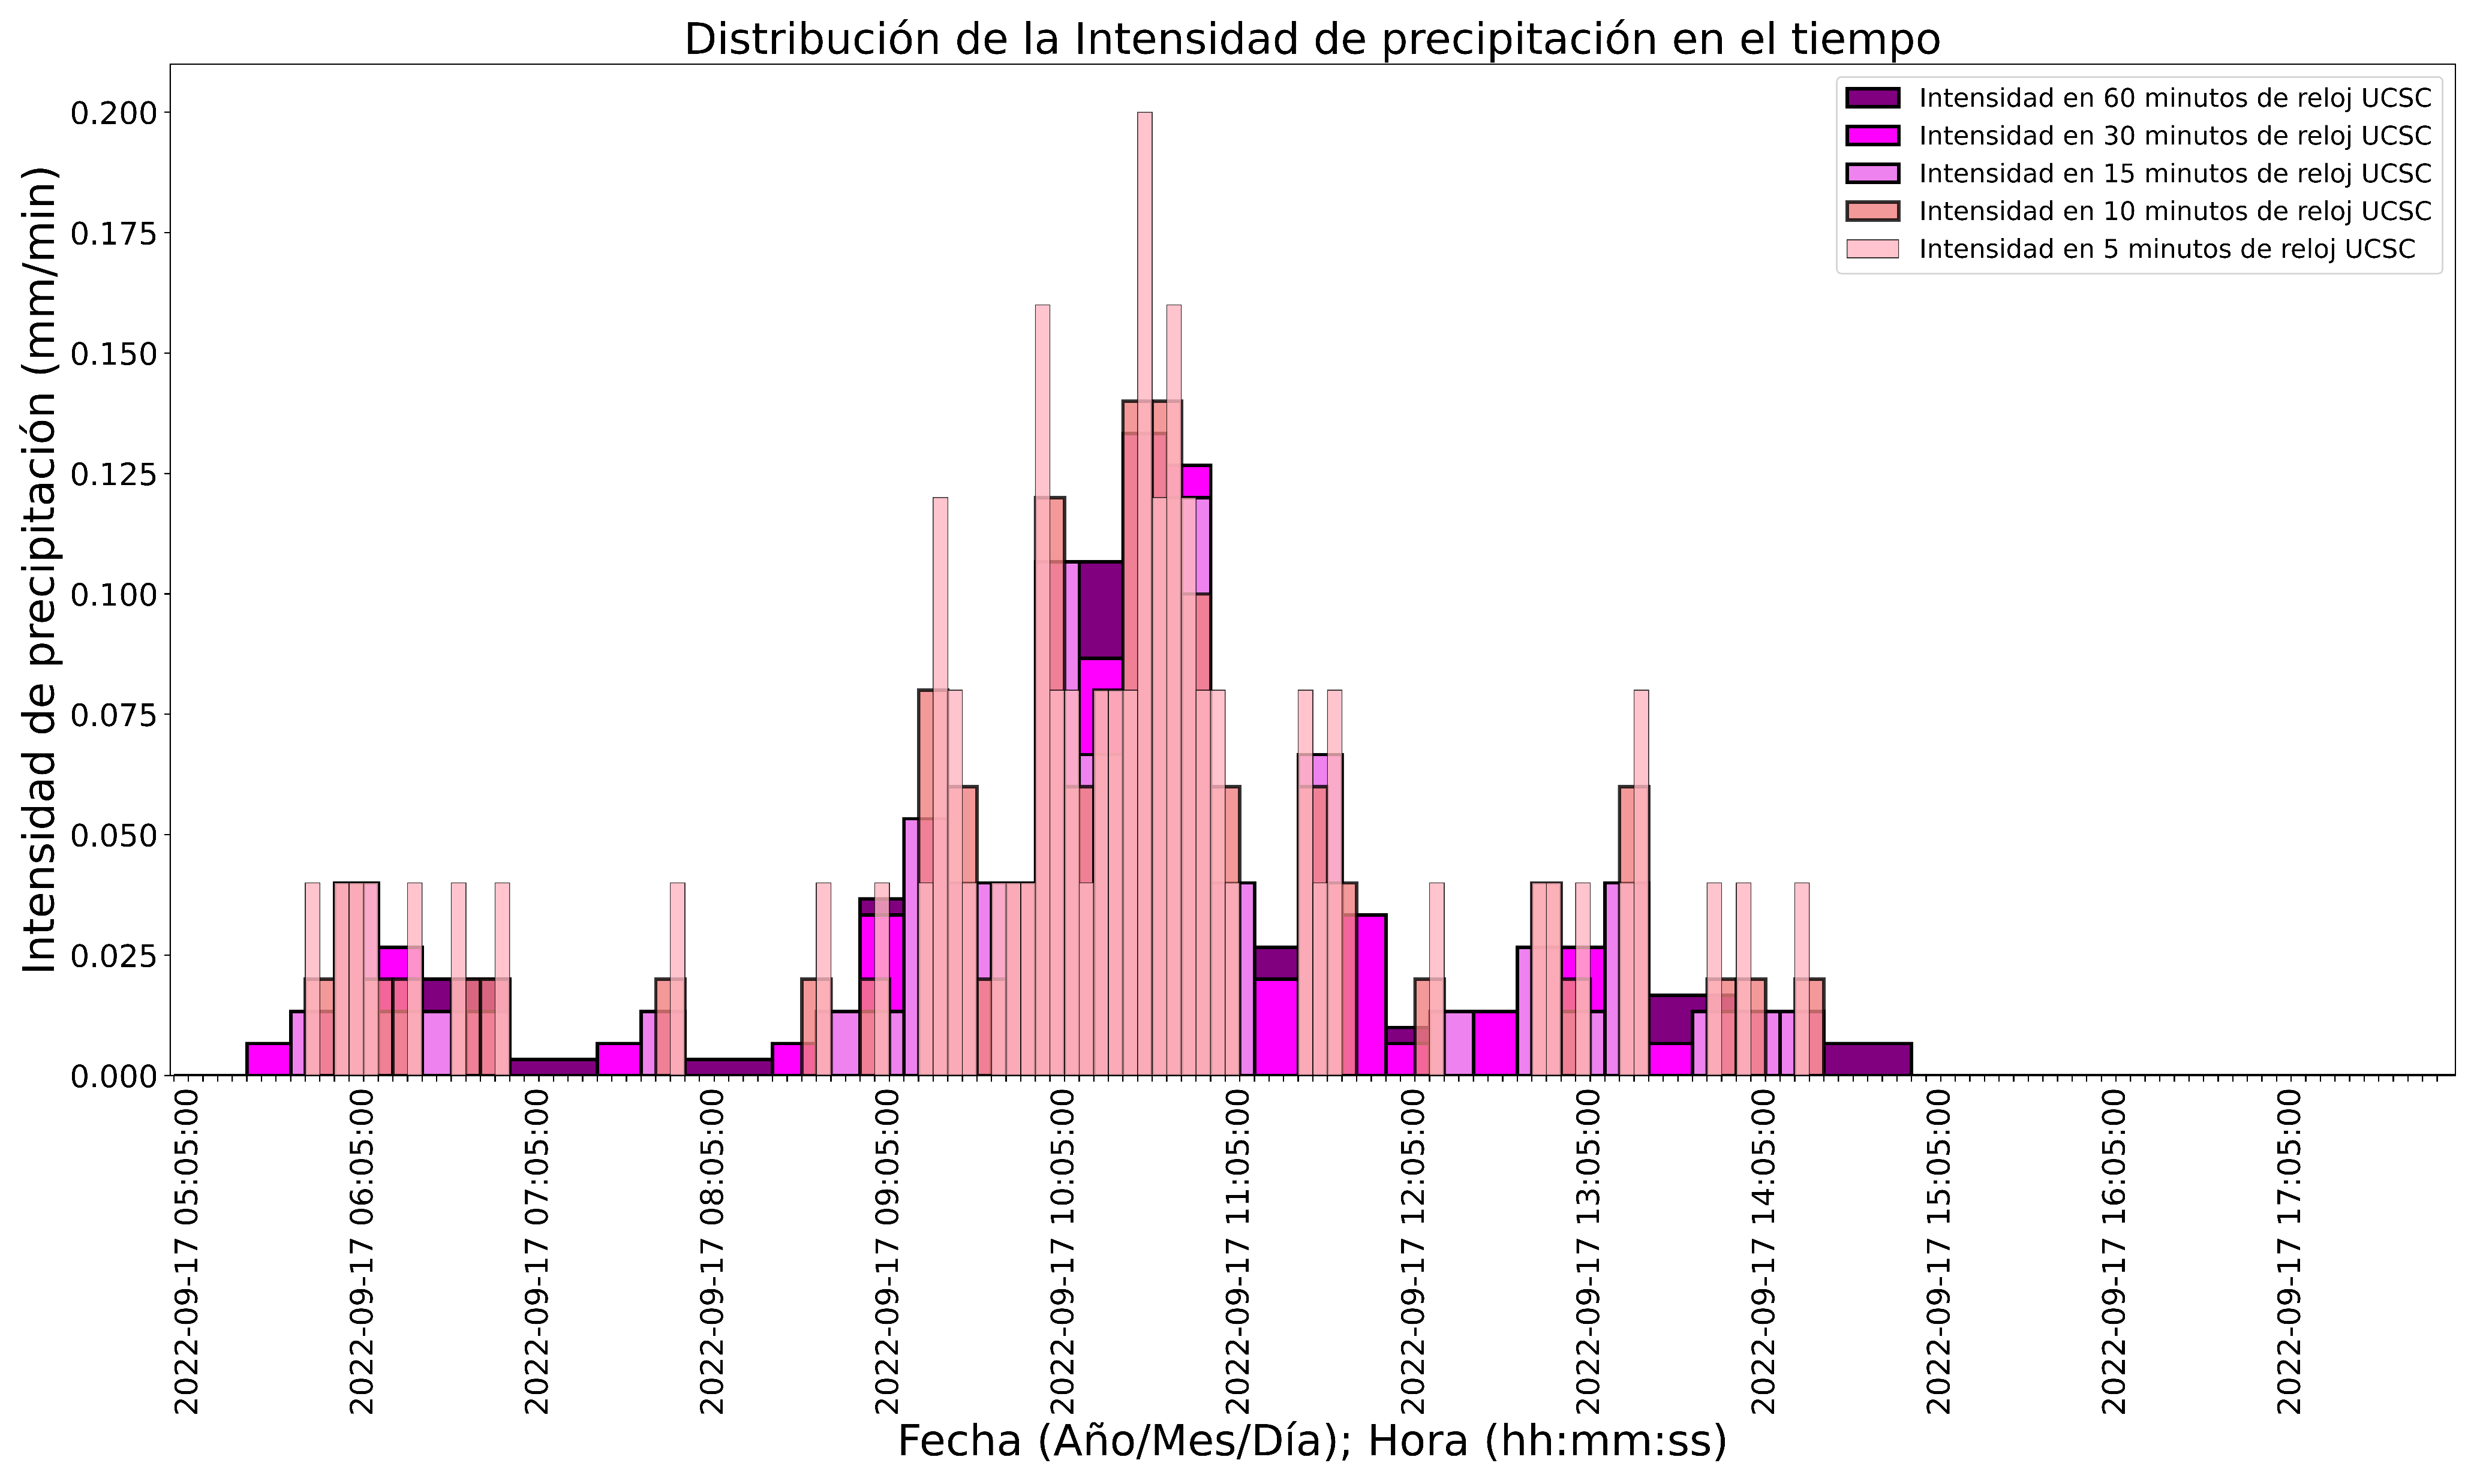 Distribución de la Intensidad de precipitación en el tiempo
Intensidad de precipitación (mm/min)
0.200
0.175
0.150
0.125
0.100
0.075
0.050
0.025
0.000
Intensidad en 60 minutos de reloj UCSC
Intensidad en 30 minutos de reloj UCSC
Intensidad en 15 minutos de reloj UCSC
Intensidad en 10 minutos de reloj UCSC
Intensidad en 5 minutos de reloj UCSC
2022-09-17 05:05:00
2022-09-17 06:05:00
2022-09-17 07:05:00
2022-09-17 08:05:00
2022-09-17 09:05:00
2022-09-17 10:05:00
2022-09-17 11:05:00
2022-09-17 12:05:00
2022-09-17 13:05:00
2022-09-17 14:05:00
2022-09-17 15:05:00
2022-09-17 16:05:00
2022-09-17 17:05:00
Fecha (Año/Mes/Día); Hora (hh:mm:ss)